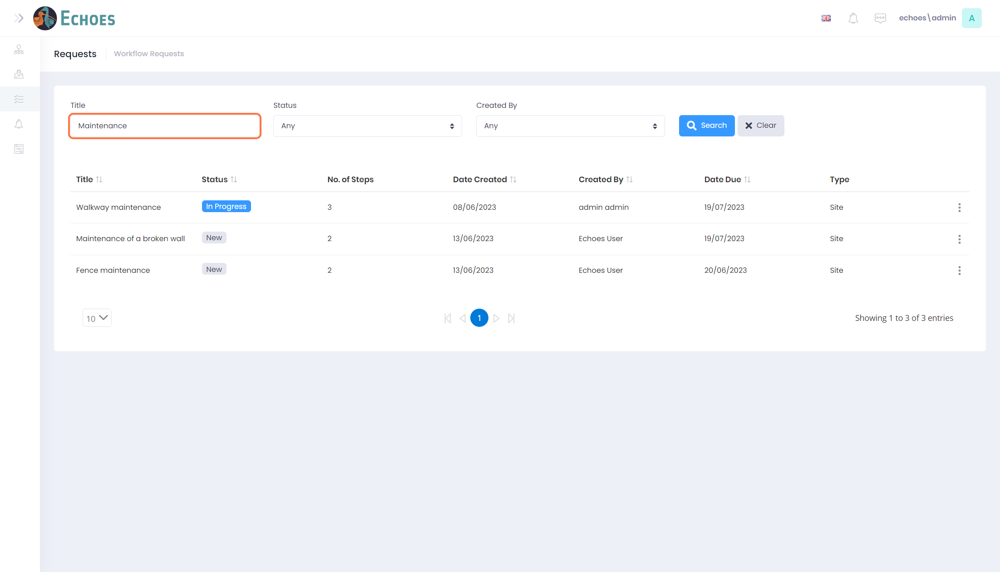 ECHOES
echoes\admin
A
Requests
Workflow Requests
Title
Status
Created By
Maintenance
Any
Any
Search
Clear
Title
Status
No. of Steps
Date Created
Created By
Date Due
Type
Walkway maintenance
In Progress
3
08/06/2023
admin admin
19/07/2023
Site
Maintenance of a broken wall
New
2
13/06/2023
Echoes User
19/07/2023
Site
Fence maintenance
New
2
13/06/2023
Echoes User
20/06/2023
Site
10
1
Showing 1 to 3 of 3 entries